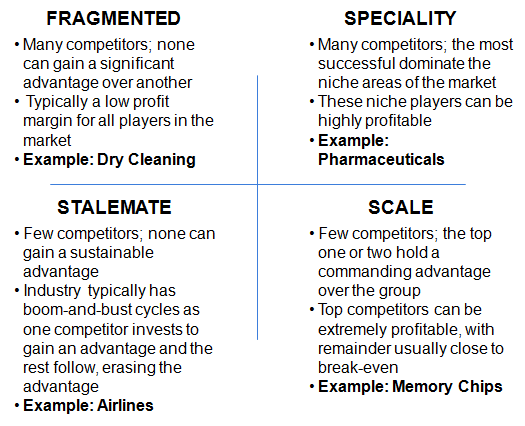 FRAGMENTED
• Many competitors; none
can gain a significant
advantage over another
• Typically a low profit
margin for all players in the
market
• Example: Dry Cleaning
SPECIALITY
• Many competitors; the most
successful dominate the
niche areas of the market
• These niche players can be
highly profitable
• Example:
Pharmaceuticals
STALEMATE
• Few competitors; none can
gain a sustainable
advantage
• Industry typically has
boom-and-bust cycles as
one competitor invests to
gain an advantage and the
rest follow, erasing the
advantage
• Example: Airlines
SCALE
• Few competitors; the top
one or two hold a
commanding advantage
over the group
• Top competitors can be
extremely profitable, with
remainder usually close to
break-even
• Example: Memory Chips